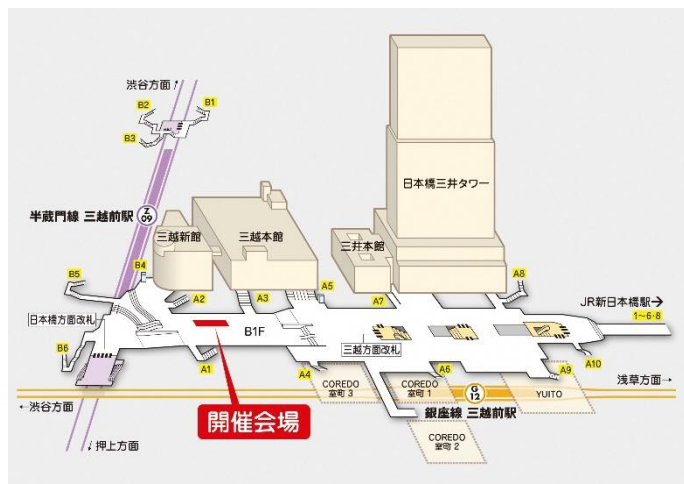 渋谷方面↑
B2
B1
B3
日本橋三井タワー
半蔵門線 三越前駅
Z
09
三越新館
三越本館
三井本館
B4
B5
A2
A3
A5
A7
A8
JR新日本橋駅→
1～6・8
日本橋方面改札
B1F
三越方面改札
B6
A1
A4
A6
A9
A10
COREDO
室町 3
COREDO
室町 1
YUITO
浅草方面→
G
12
←渋谷方面
開催会場
銀座線 三越前駅
↓押上方面
COREDO
室町 2